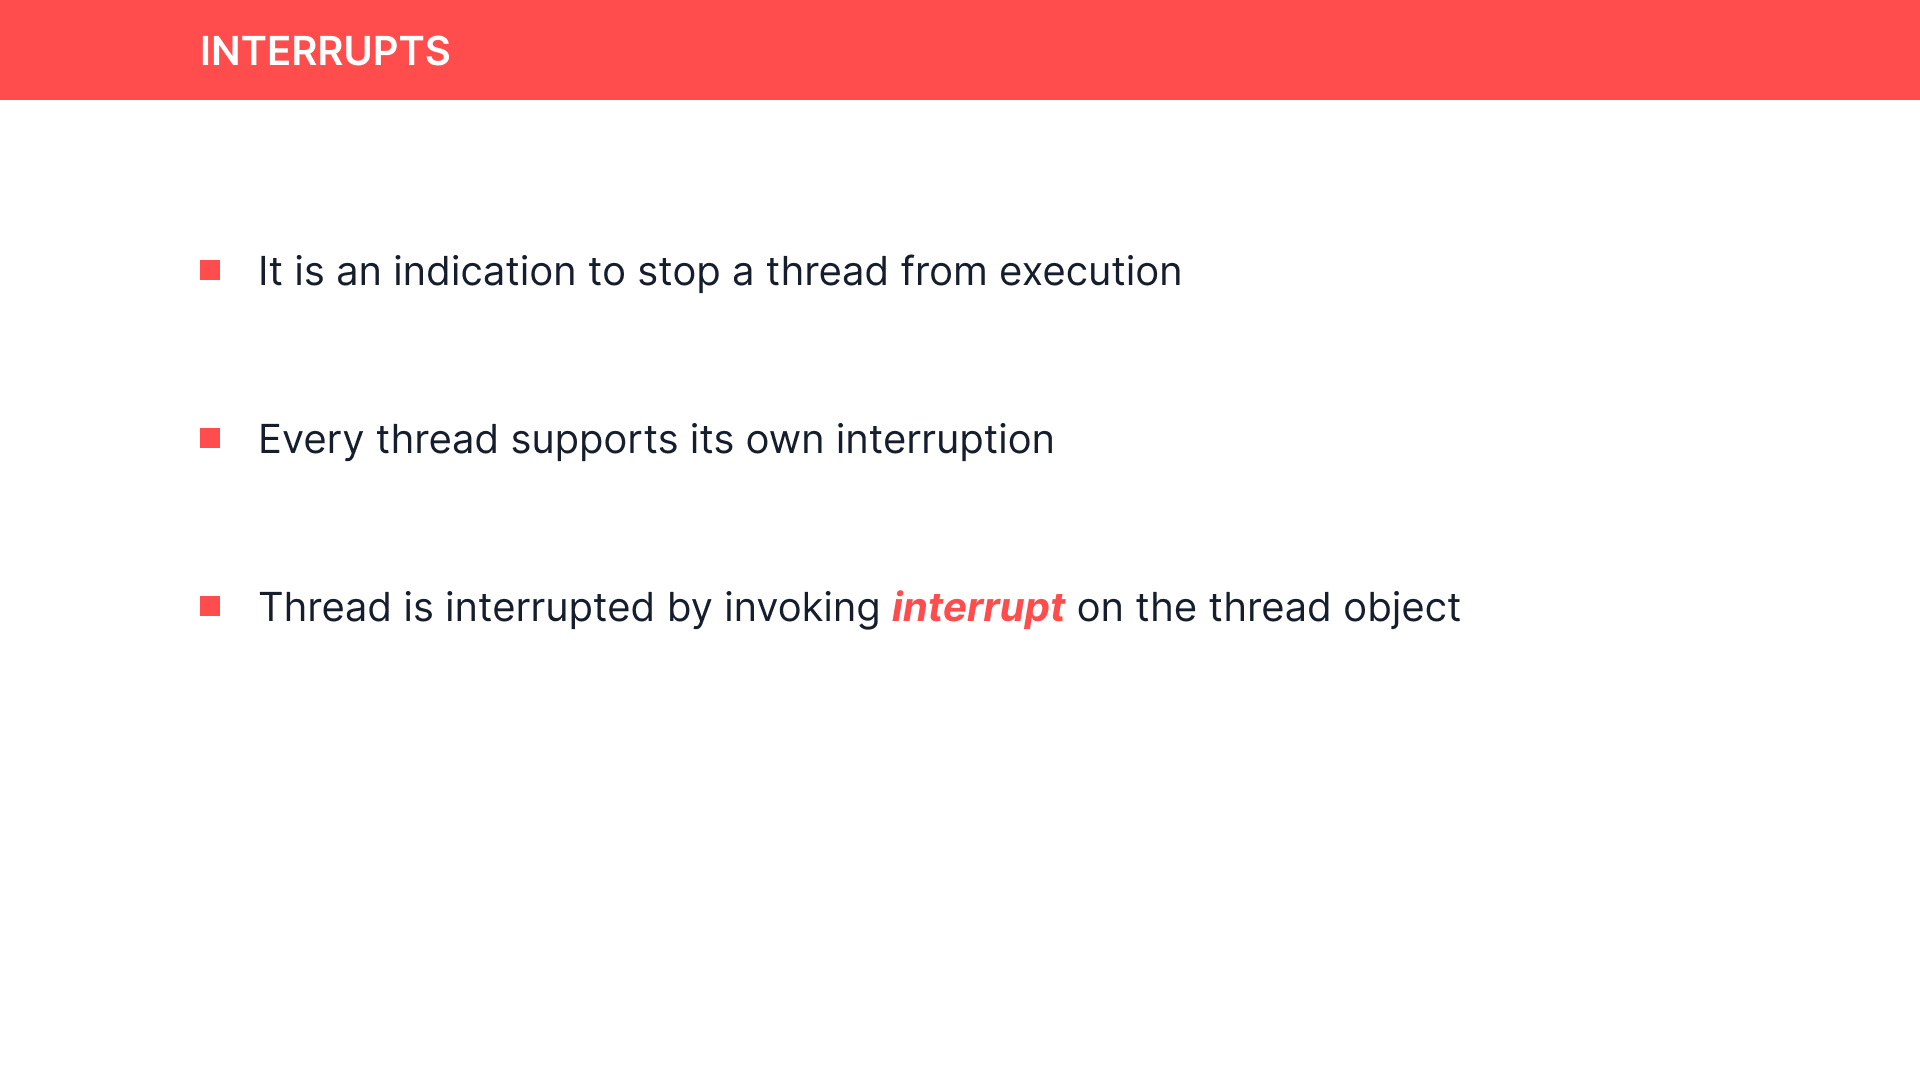 INTERRUPTS
It is an indication to stop a thread from execution
Every thread supports its own interruption
Thread is interrupted by invoking interrupt on the thread object